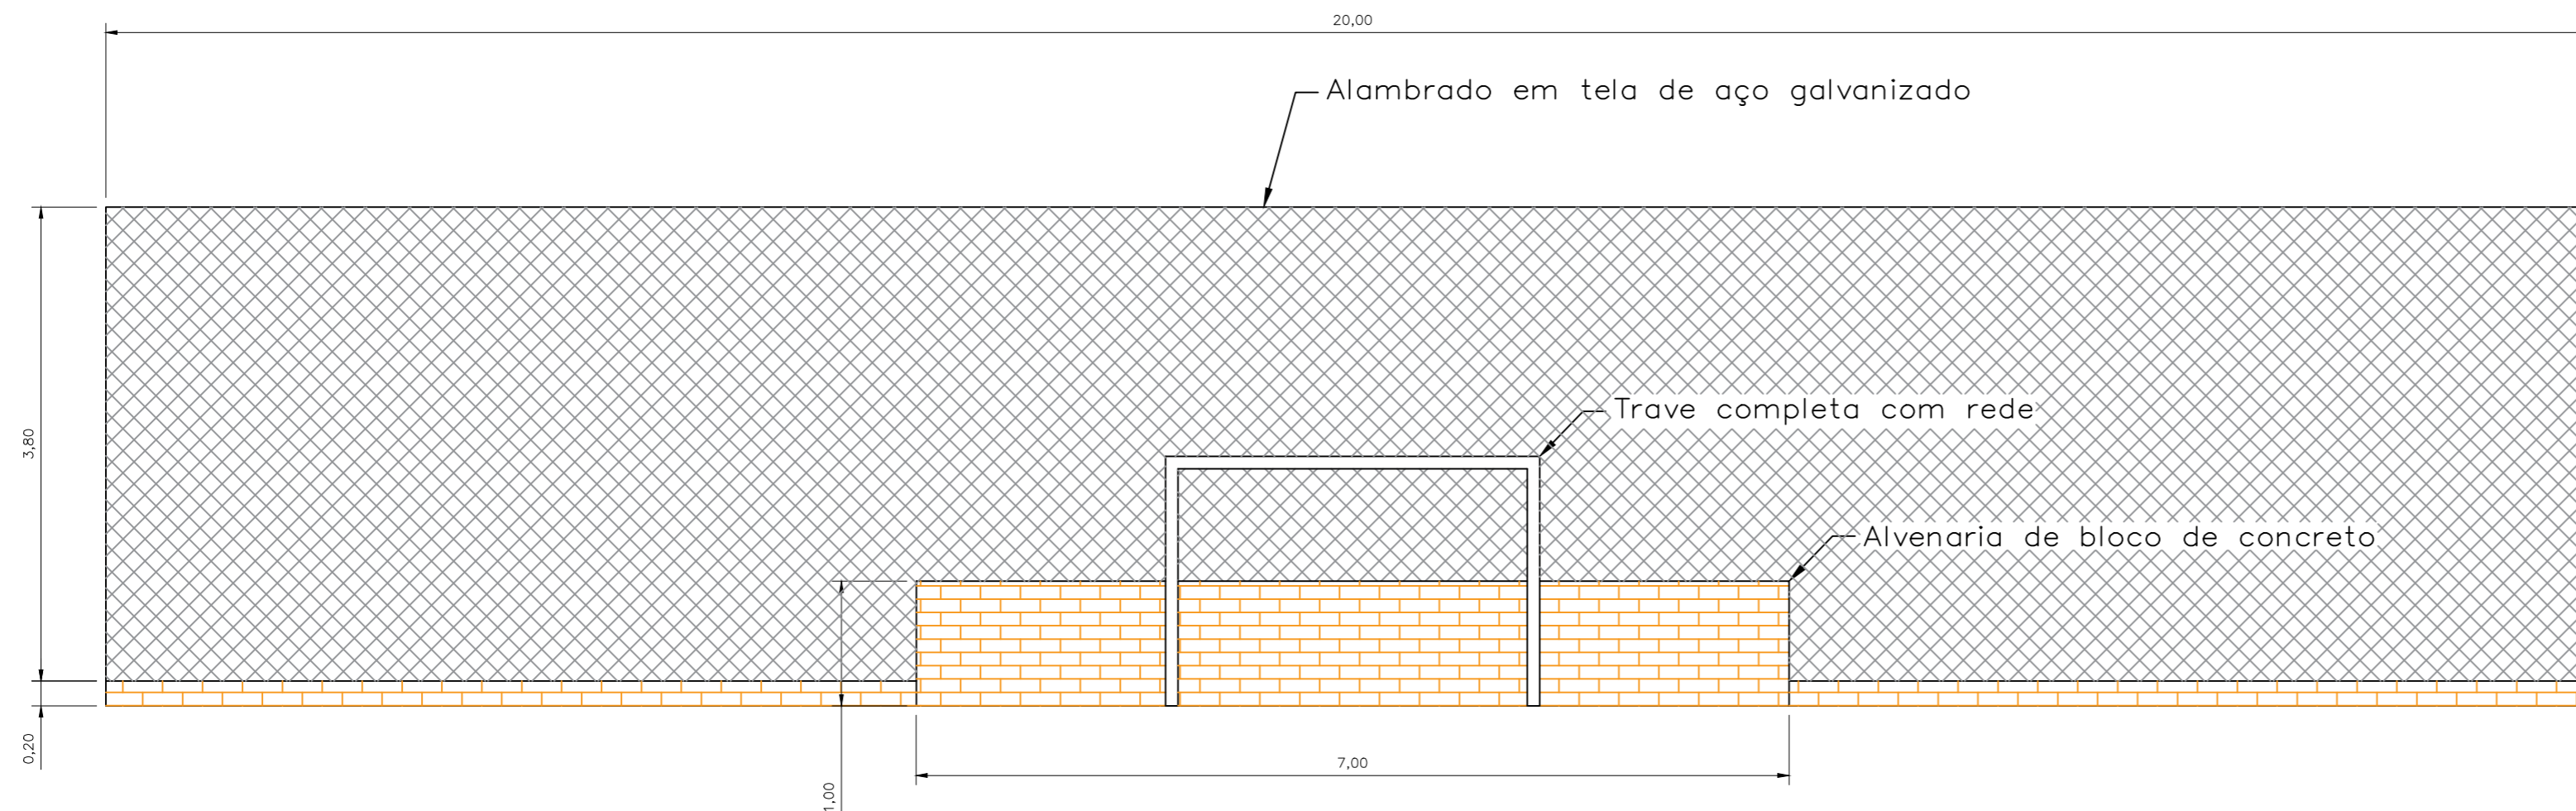 20,00
Alambrado em tela de aço galvanizado
3,80
Trave completa com rede
Alvenaria de bloco de concreto
0,20
7,00
1,00